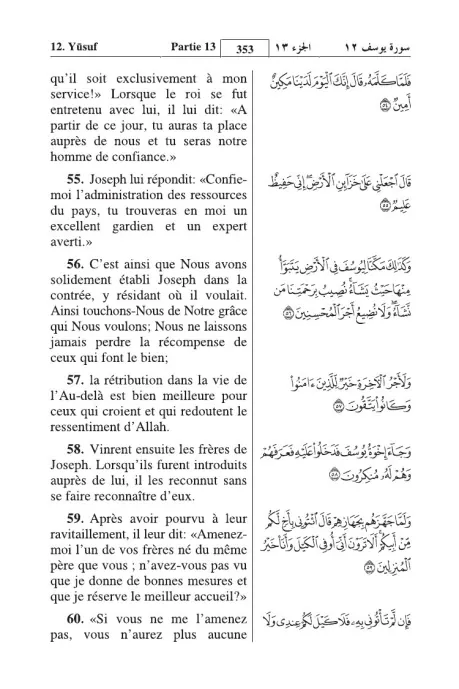 12. Yūsuf
Partie 13
353
الجزء ١٣
سورة يوسف ١٢
qu’il soit exclusivement à mon
service!» Lorsque le roi se fut
entretenu avec lui, il lui dit: «A
partir de ce jour, tu auras ta place
auprès de nous et tu seras notre
homme de confiance.»
55. Joseph lui répondit: «Confie-
moi l’administration des ressources
du pays, tu trouveras en moi un
excellent gardien et un expert
averti.»
56. C’est ainsi que Nous avons
solidement établi Joseph dans la
contrée, y résidant où il voulait.
Ainsi touchons-Nous de Notre grâce
qui Nous voulons; Nous ne laissons
jamais perdre la récompense de
ceux qui font le bien;
57. la rétribution dans la vie de
l’Au-delà est bien meilleure pour
ceux qui croient et qui redoutent le
ressentiment d’Allah.
58. Vinrent ensuite les frères de
Joseph. Lorsqu’ils furent introduits
auprès de lui, il les reconnut sans
se faire reconnaître d’eux.
59. Après avoir pourvu à leur
ravitaillement, il leur dit: «Amenez-
moi l’un de vos frères né du même
père que vous ; n’avez-vous pas vu
que je donne de bonnes mesures et
que je réserve le meilleur accueil?»
60. «Si vous ne me l’amenez
pas, vous n’aurez plus aucune
فَلَمَّا كَلَّمَهُۥ قَالَ إِنَّكَ ٱلْيَوْمَ لَدَيْنَا مَكِينٌ
أَمِينٌ ٥٤
قَالَ ٱجْعَلْنِى عَلَىٰ خَزَآئِنِ ٱلْأَرْضِ إِنِّى حَفِيظٌ
عَلِيمٌ ٥٥
وَكَذَٰلِكَ مَكَّنَّا لِيُوسُفَ فِى ٱلْأَرْضِ يَتَبَوَّأُ
مِنْهَا حَيْثُ يَشَآءُ نُصِيبُ بِرَحْمَتِنَا مَن
نَّشَآءُ وَلَا نُضِيعُ أَجْرَ ٱلْمُحْسِنِينَ ٥٦
وَلَأَجْرُ ٱلْآخِرَةِ خَيْرٌ لِّلَّذِينَ ءَامَنُوا۟
وَكَانُوا۟ يَتَّقُونَ ٥٧
وَجَآءَ إِخْوَةُ يُوسُفَ فَدَخَلُوا۟ عَلَيْهِ فَعَرَفَهُمْ
وَهُمْ لَهُۥ مُنكِرُونَ ٥٨
وَلَمَّا جَهَّزَهُم بِجَهَازِهِمْ قَالَ ٱئْتُونِى بِأَخٍ لَّكُم
مِّنْ أَبِيكُمْ أَلَا تَرَوْنَ أَنِّىٓ أُوفِى ٱلْكَيْلَ وَأَنَا۠ خَيْرُ
ٱلْمُنزِلِينَ ٥٩
فَإِن لَّمْ تَأْتُونِى بِهِۦ فَلَا كَيْلَ لَكُمْ عِندِى وَلَا